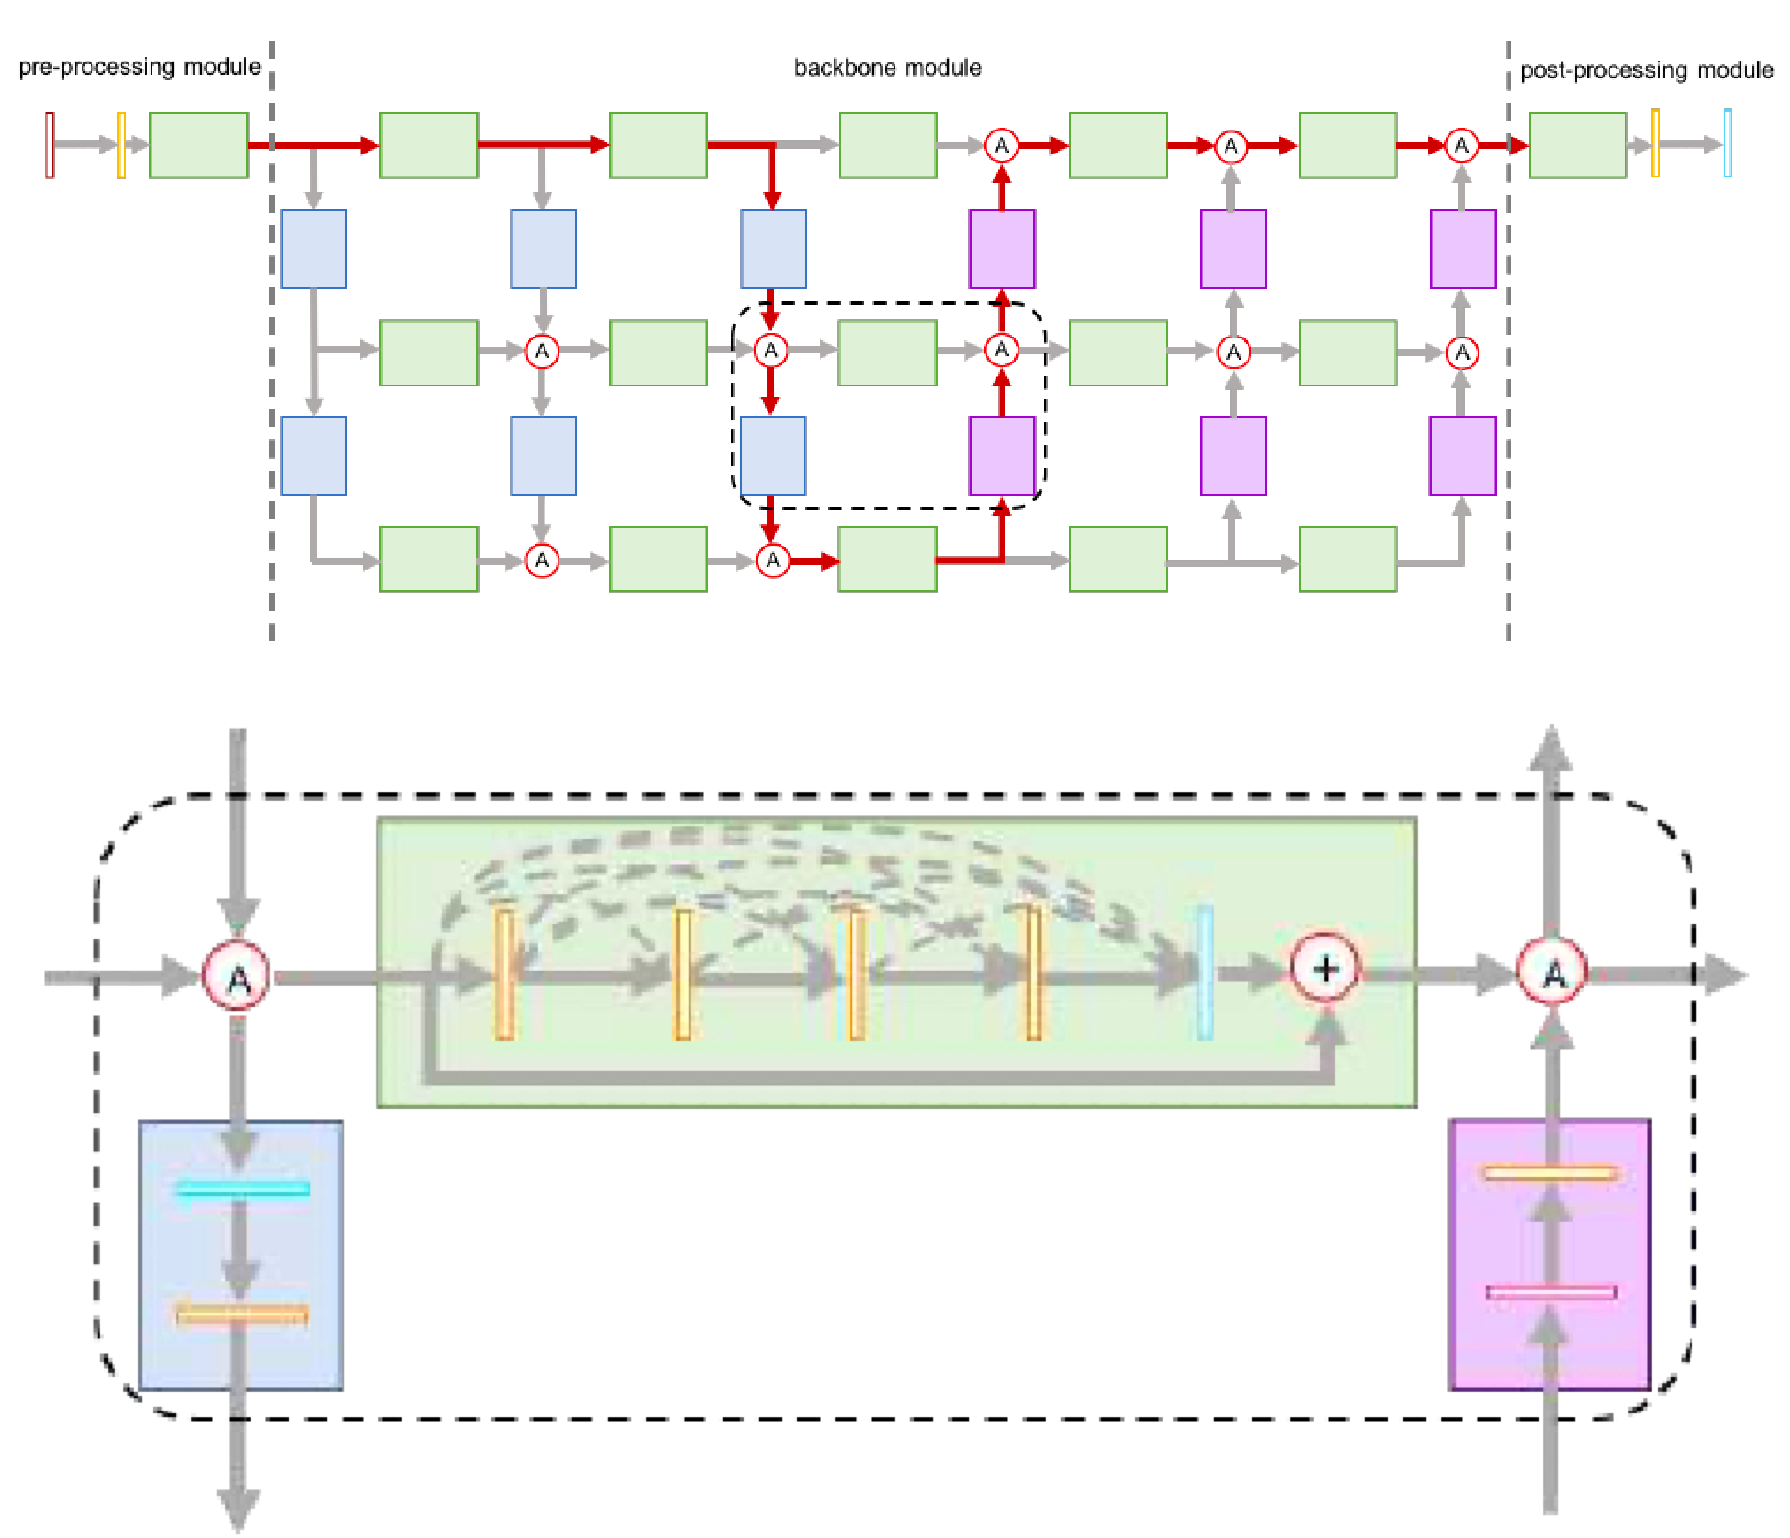 pre-processing module
backbone module
post-processing module
A A A
A A A A A
A A
A + A